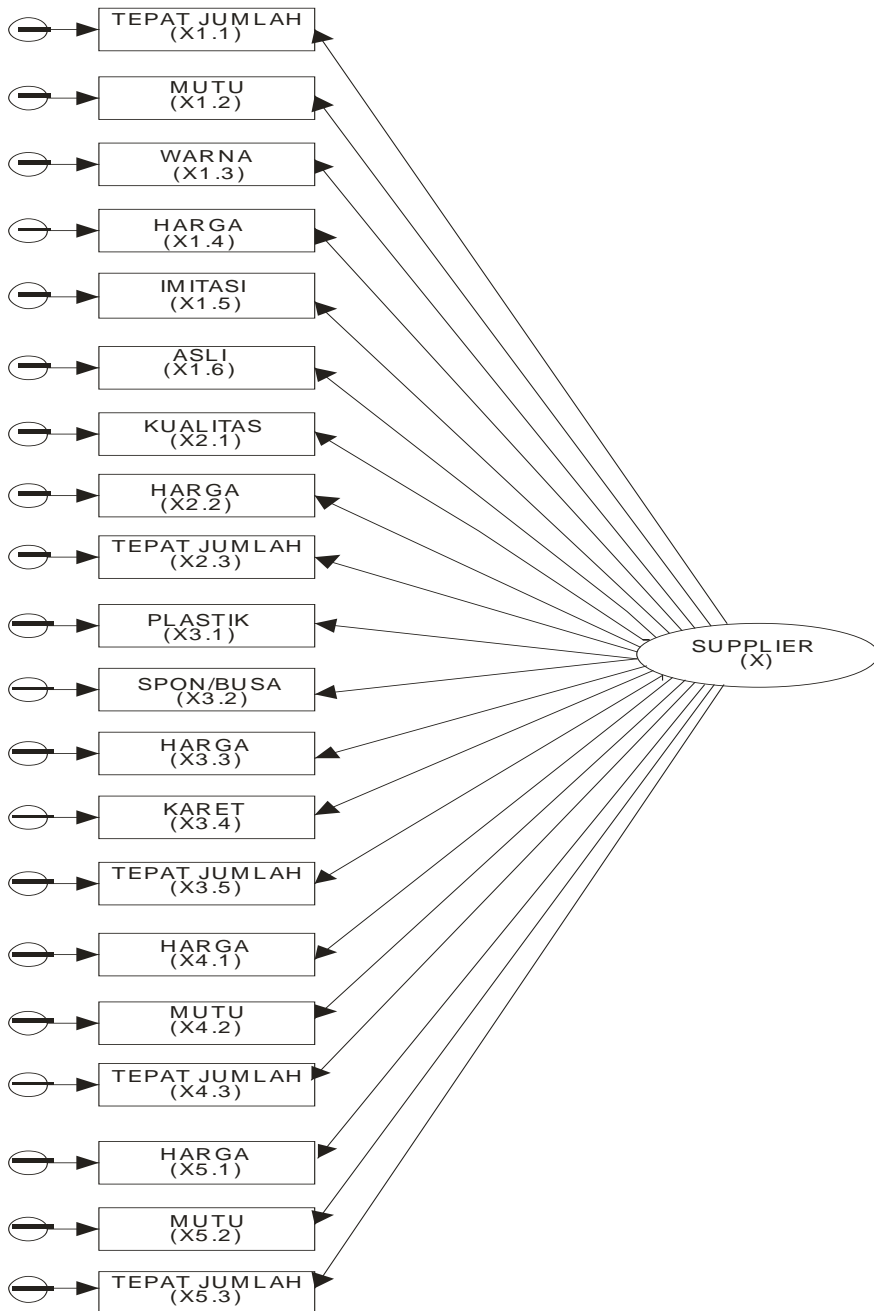 TEPAT JUMLAH
(X1.1)
MUTU
(X1.2)
WARNA
(X1.3)
HARGA
(X1.4)
IMITASI
(X1.5)
ASLI
(X1.6)
KUALITAS
(X2.1)
HARGA
(X2.2)
TEPAT JUMLAH
(X2.3)
PLASTIK
(X3.1)
SPON/BUSA
(X3.2)
HARGA
(X3.3)
KARET
(X3.4)
TEPAT JUMLAH
(X3.5)
HARGA
(X4.1)
MUTU
(X4.2)
TEPAT JUMLAH
(X4.3)
HARGA
(X5.1)
MUTU
(X5.2)
TEPAT JUMLAH
(X5.3)
SUPPLIER
(X)